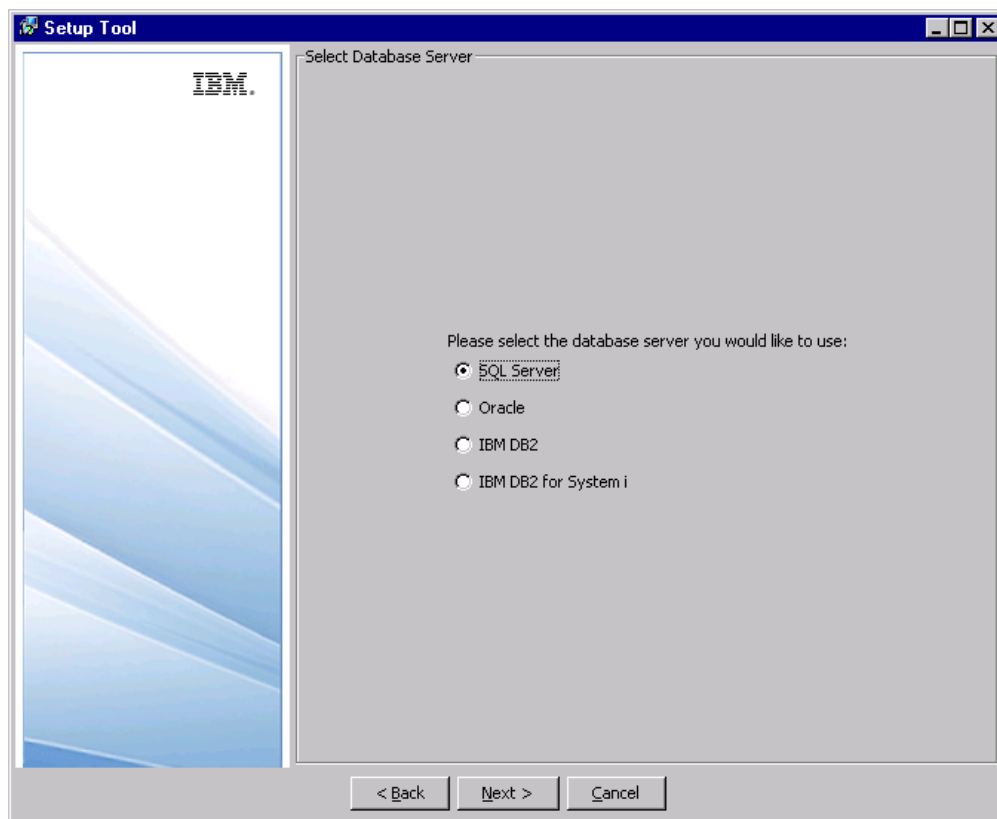 Setup Tool
IBM.
Select Database Server
Please select the database server you would like to use:
SQL Server
Oracle
IBM DB2
IBM DB2 for System i
< Back
Next >
Cancel